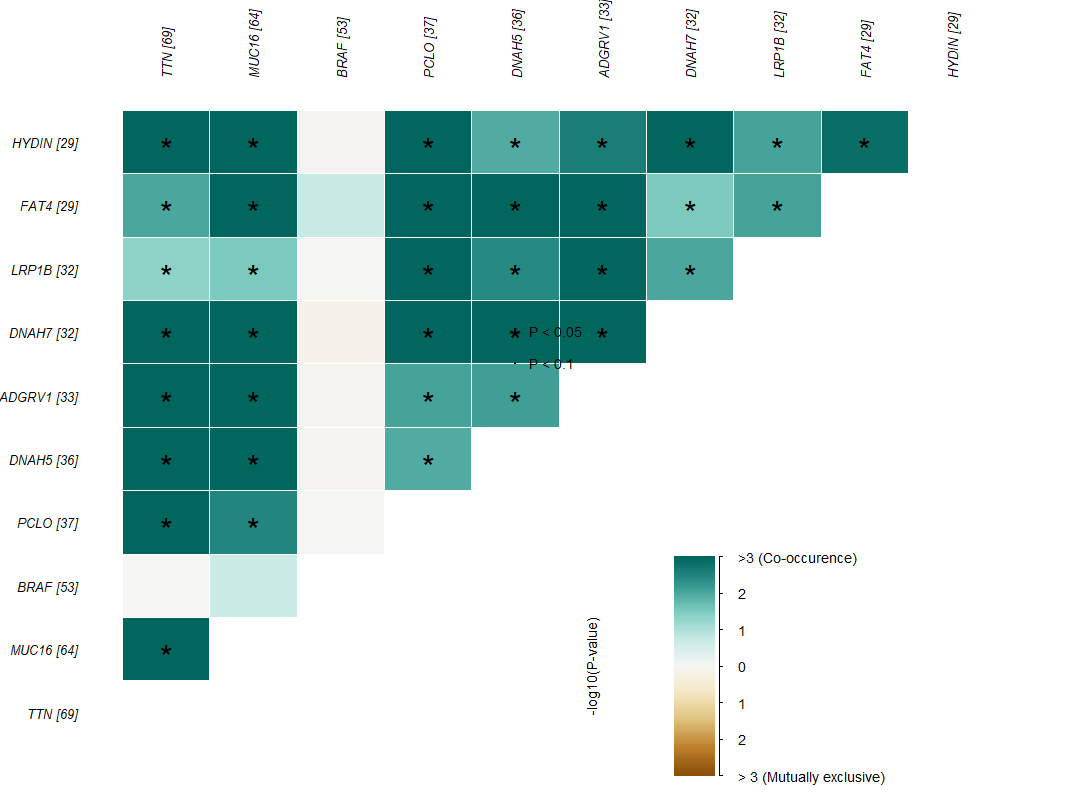 TTN [69]
MUC16 [64]
BRAF [53]
PCLO [37]
DNAH5 [36]
ADGRV1 [33]
DNAH7 [32]
LRP1B [32]
FAT4 [29]
HYDIN [29]
HYDIN [29]
* * * * * * * *
FAT4 [29]
* * * * * * *
LRP1B [32]
* * * * * *
DNAH7 [32]
* * * * P < 0.05 *
· P < 0.1
ADGRV1 [33]
* * * *
DNAH5 [36]
* * *
PCLO [37]
* *
BRAF [53]
MUC16 [64]
*
TTN [69]
-log10(P-value)
>3 (Co-occurence)
2
1
0
1
2
> 3 (Mutually exclusive)